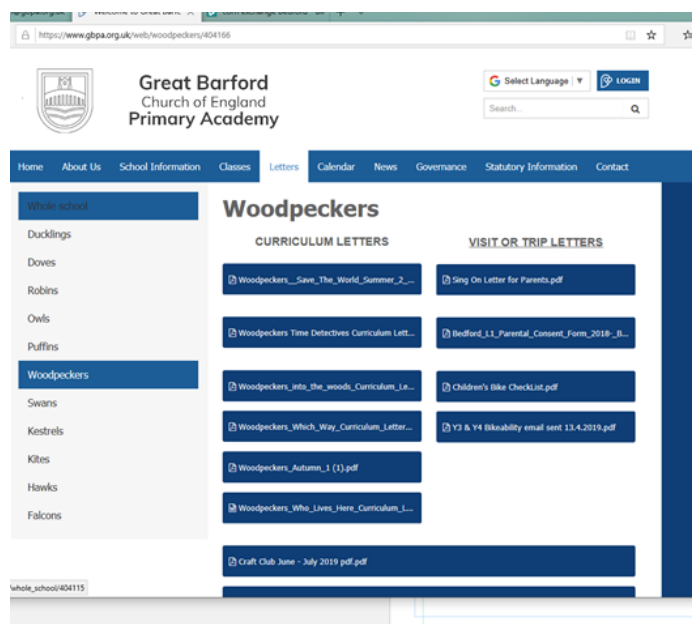 https://www.gbpa.org.uk/web/woodpeckers/404166
Great Barford
Church of England
Primary Academy
Select Language ▼
LOGIN
Search...
Home About Us School Information Classes Letters Calendar News Governance Statutory Information Contact
Whole school
Ducklings
Doves
Robins
Owls
Puffins
Woodpeckers
Swans
Kestrels
Kites
Hawks
Falcons
Woodpeckers
CURRICULUM LETTERS
Woodpeckers__Save_The_World_Summer_2_...
Woodpeckers Time Detectives Curriculum Lett...
Woodpeckers_into_the_woods_Curriculum_Le...
Woodpeckers_Which_Way_Curriculum_Letter...
Woodpeckers_Autumn_1 (1).pdf
Woodpeckers_Who_Lives_Here_Curriculum_L...
VISIT OR TRIP LETTERS
Sing On Letter for Parents.pdf
Bedford_L1_Parental_Consent_Form_2018-_B...
Children's Bike CheckList.pdf
Y3 & Y4 Bikeability email sent 13.4.2019.pdf
Craft Club June - July 2019 pdf.pdf
whole_school/404115